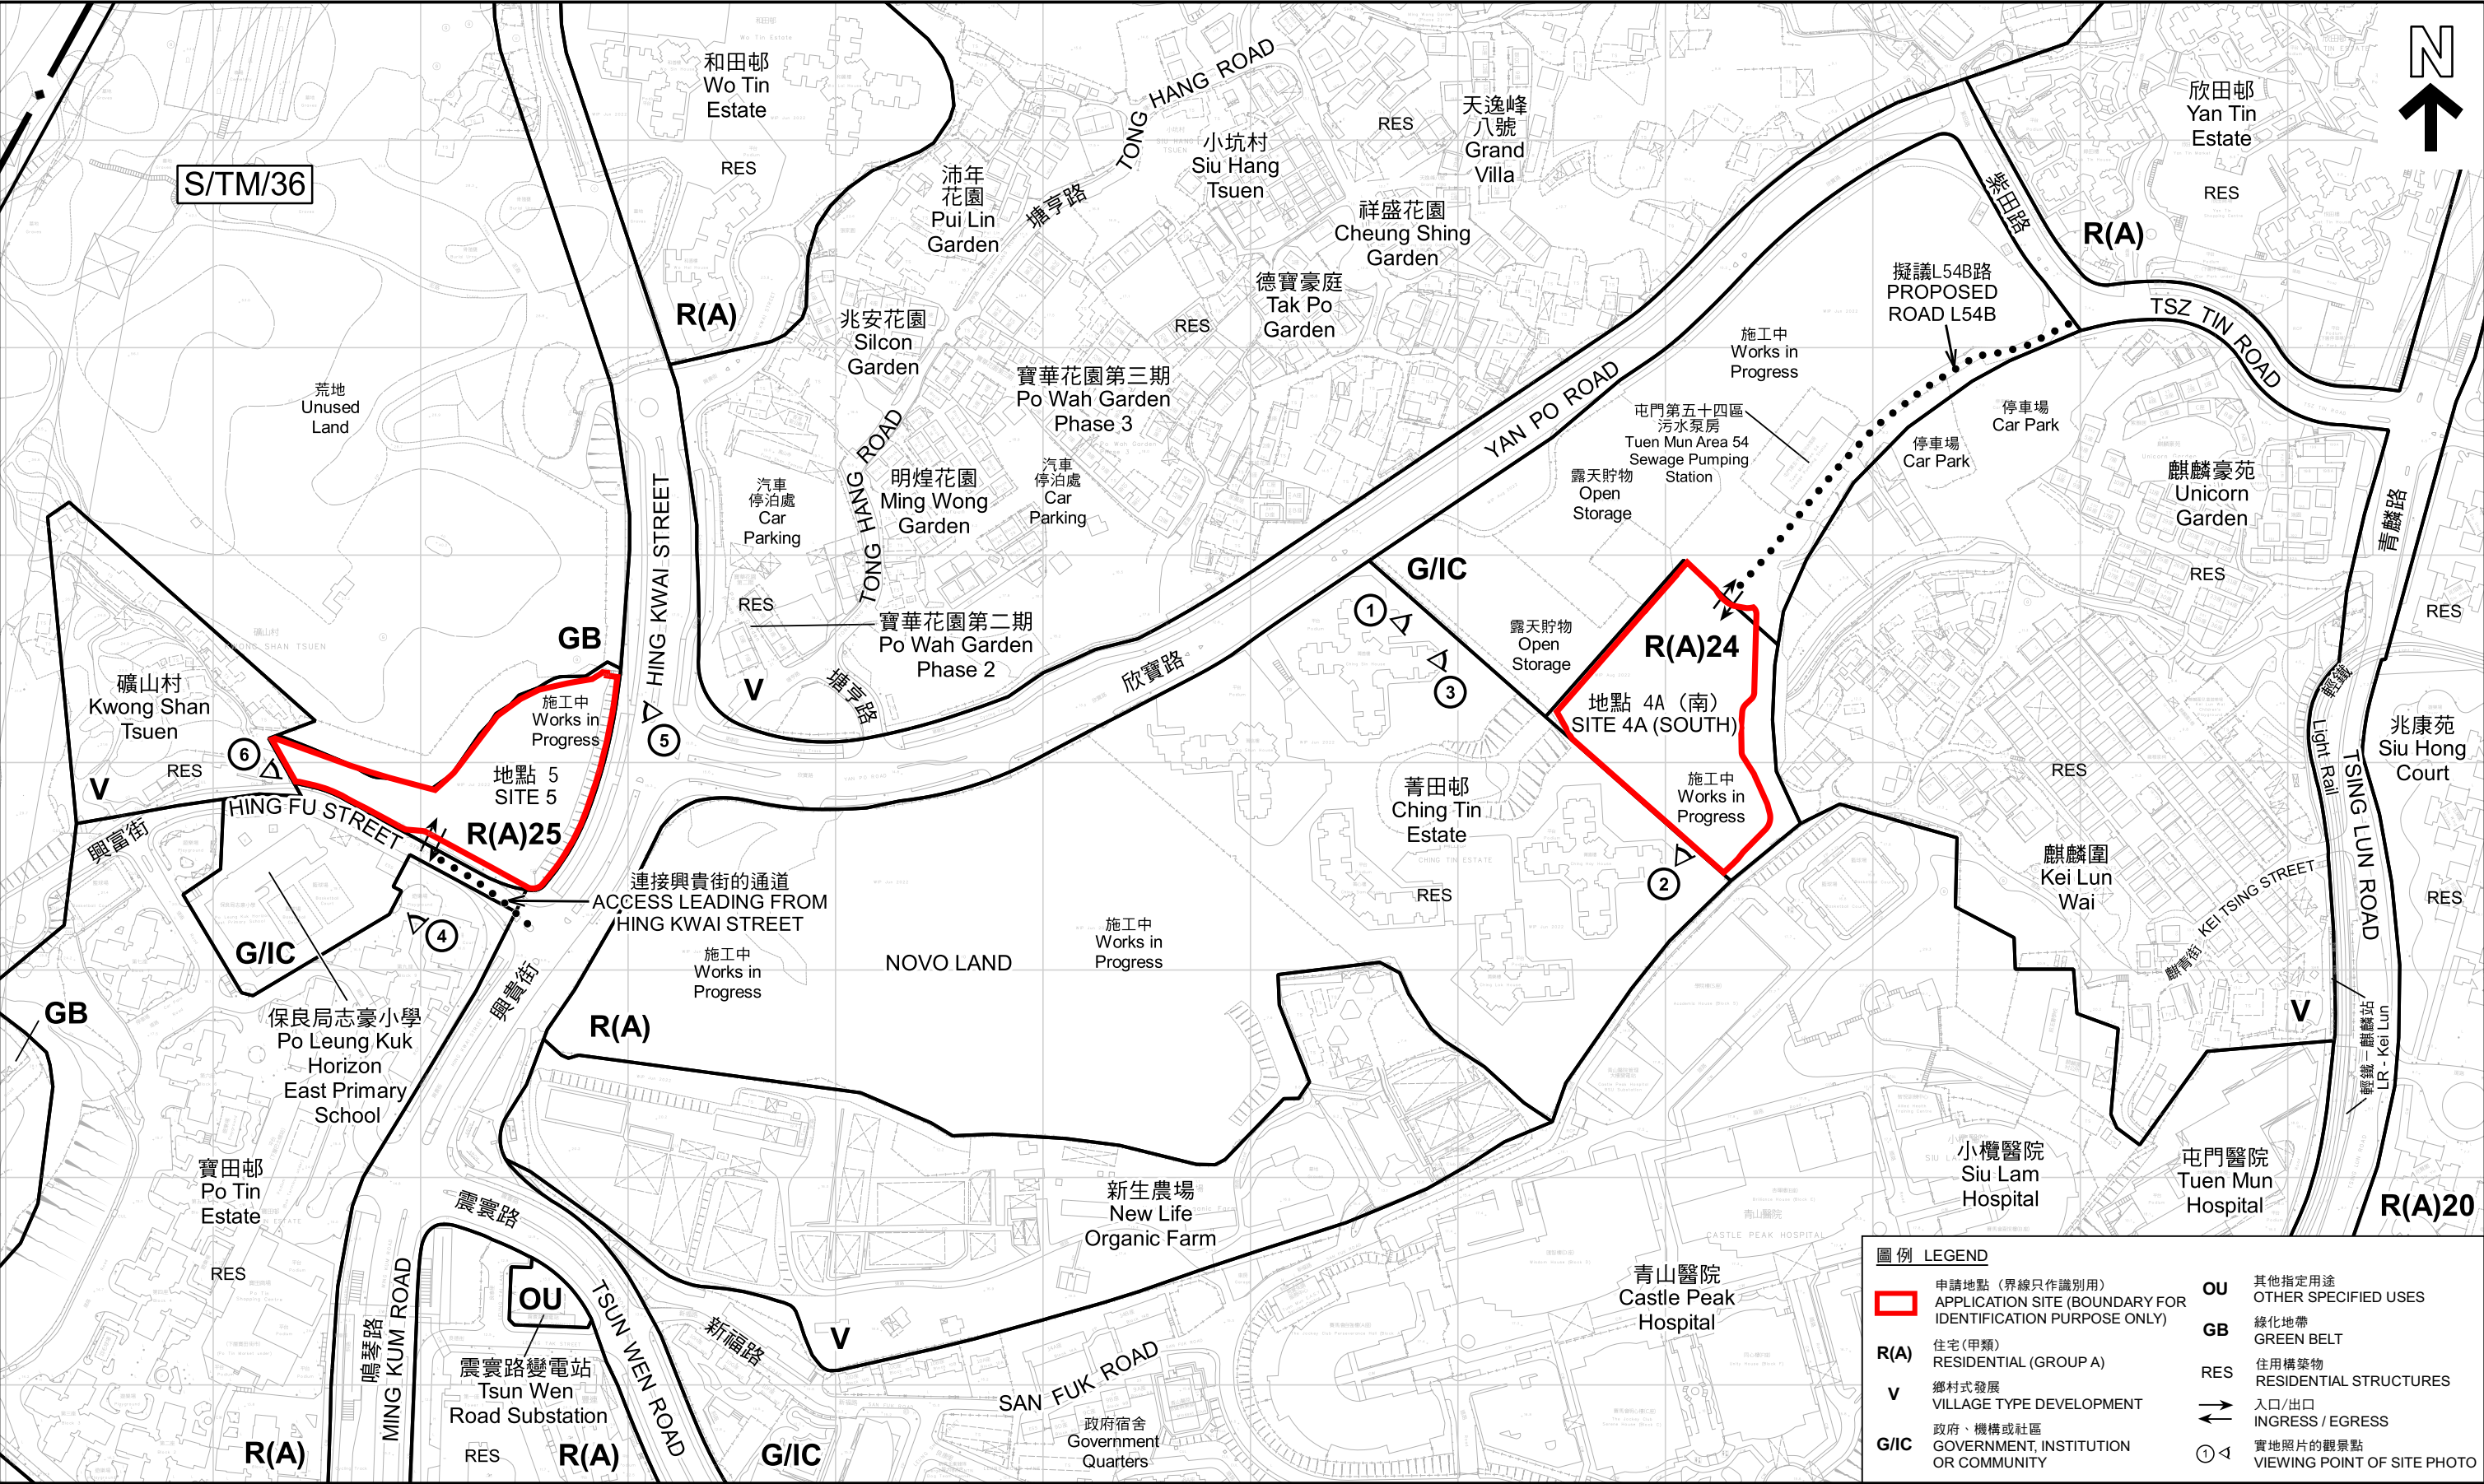 和田邨
Wo Tin
Estate
RES
S/TM/36
R(A)
沛年
花園
Pui Lin
Garden
塘亨路
TONG HANG ROAD
小坑村
Siu Hang
Tsuen
RES
天逸峰
八號
Grand
Villa
祥盛花園
Cheung Shing
Garden
德寶豪庭
Tak Po
Garden
RES
欣田邨
Yan Tin
Estate
RES
N
紫田路
R(A)
擬議L54B路
PROPOSED
ROAD L54B
TSZ TIN ROAD
兆安花園
Silcon
Garden
寶華花園第三期
Po Wah Garden
Phase 3
荒地
Unused
Land
施工中
Works in
Progress
YAN PO ROAD
屯門第五十四區
污水泵房
Tuen Mun Area 54
Sewage Pumping
Station
停車場
Car Park
停車場
Car Park
麒麟豪苑
Unicorn
Garden
青麟路
HING KWAI STREET
汽車
停泊處
Car
Parking
TONG HANG ROAD
明煌花園
Ming Wong
Garden
汽車
停泊處
Car
Parking
露天貯物
Open
Storage
G/IC
RES
RES
RES
寶華花園第二期
Po Wah Garden
Phase 2
1
3
露天貯物
Open
Storage
R(A)24
地點 4A（南）
SITE 4A (SOUTH)
施工中
Works in
Progress
GB
V
塘亨路
欣寶路
礦山村
Kwong Shan
Tsuen
RES
V
6
5
施工中
Works in
Progress
地點 5
SITE 5
R(A)25
HING FU STREET
興富街
菁田邨
Ching Tin
Estate
RES
2
RES
輕鐵
Light Rail
TSING LUN ROAD
兆康苑
Siu Hong
Court
RES
麒麟圍
Kei Lun
Wai
麒青街 KEI TSING STREET
V
輕鐵－麒麟站
LR - Kei Lun
連接興貴街的通道
ACCESS LEADING FROM
HING KWAI STREET
4
G/IC
興貴街
施工中
Works in
Progress
NOVO LAND
施工中
Works in
Progress
R(A)
GB
保良局志豪小學
Po Leung Kuk
Horizon
East Primary
School
寶田邨
Po Tin
Estate
RES
震寰路
TSUN WEN ROAD
新生農場
New Life
Organic Farm
小欖醫院
Siu Lam
Hospital
屯門醫院
Tuen Mun
Hospital
R(A)20
青山醫院
Castle Peak
Hospital
OU
震寰路變電站
Tsun Wen
Road Substation
RES
R(A)
鳴琴路
MING KUM ROAD
R(A)
新福路
V
SAN FUK ROAD
政府宿舍
Government
Quarters
G/IC
圖例 LEGEND
申請地點（界線只作識別用）
APPLICATION SITE (BOUNDARY FOR
IDENTIFICATION PURPOSE ONLY)
R(A)
住宅(甲類)
RESIDENTIAL (GROUP A)
V
鄉村式發展
VILLAGE TYPE DEVELOPMENT
G/IC
政府、機構或社區
GOVERNMENT, INSTITUTION
OR COMMUNITY
OU
其他指定用途
OTHER SPECIFIED USES
GB
綠化地帶
GREEN BELT
RES
住用構築物
RESIDENTIAL STRUCTURES
入口/出口
INGRESS / EGRESS
1
實地照片的觀景點
VIEWING POINT OF SITE PHOTO